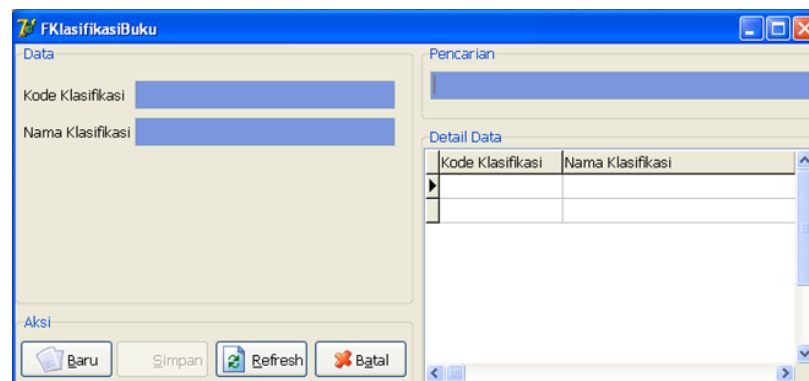 FKlasifikasiBuku
Data
Kode Klasifikasi
Nama Klasifikasi
Pencarian
Detail Data
Kode Klasifikasi Nama Klasifikasi
Aksi
Baru Simpan Refresh Batal